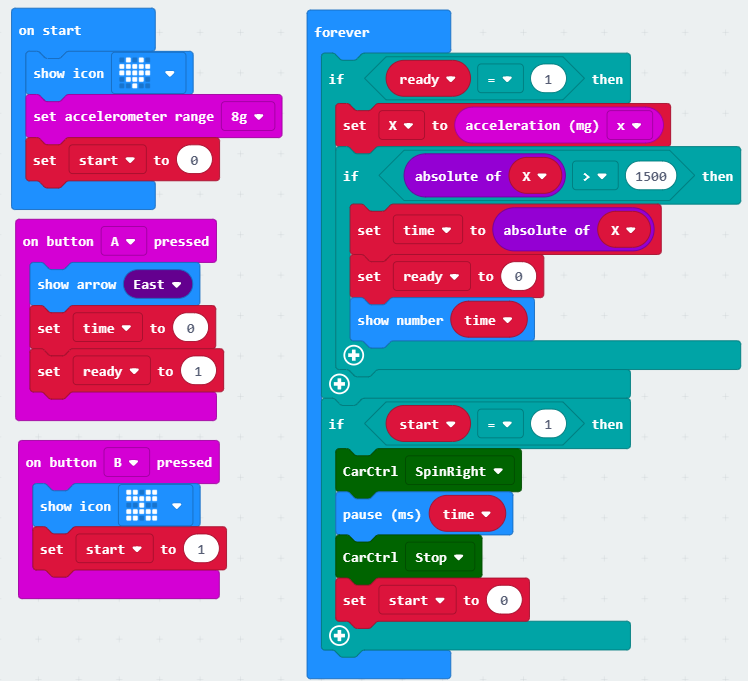 on start
show icon
set accelerometer range 8g
set start to 0
on button A pressed
show arrow East
set time to 0
set ready to 1
on button B pressed
show icon
set start to 1
forever
if ready = 1 then
set X to acceleration (mg) x
if absolute of X > 1500 then
set time to absolute of X
set ready to 0
show number time
if start = 1 then
CarCtrl SpinRight
pause (ms) time
CarCtrl Stop
set start to 0